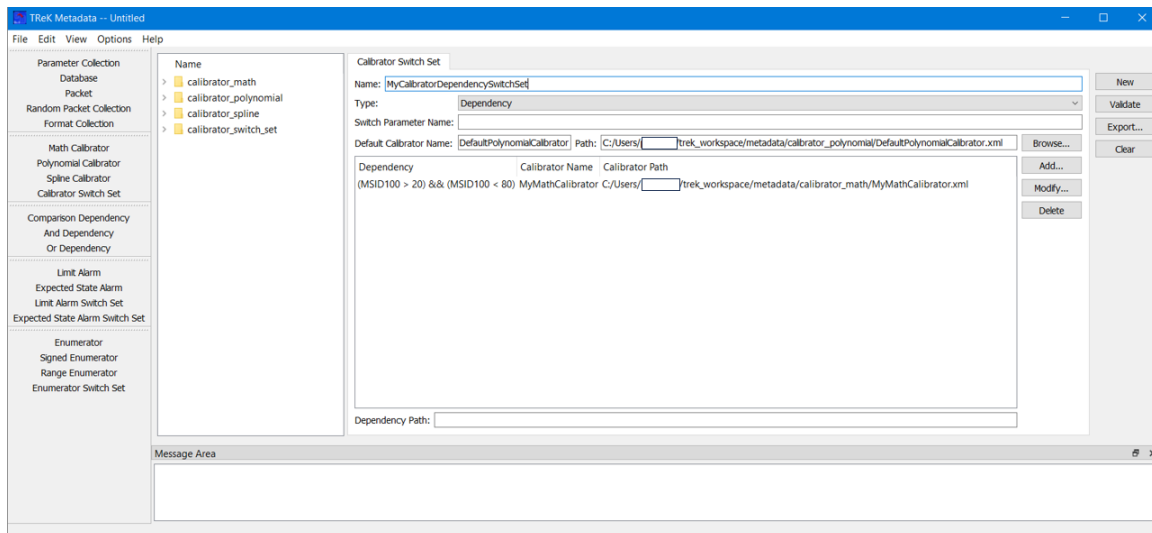 TReK Metadata -- Untitled
File Edit View Options Help
Parameter Collection
Database
Packet
Random Packet Collection
Format Collection
Math Calibrator
Polynomial Calibrator
Spline Calibrator
Calibrator Switch Set
Comparison Dependency
And Dependency
Or Dependency
Limit Alarm
Expected State Alarm
Limit Alarm Switch Set
Expected State Alarm Switch Set
Enumerator
Signed Enumerator
Range Enumerator
Enumerator Switch Set
Name
calibrator_math
calibrator_polynomial
calibrator_spline
calibrator_switch_set
Calibrator Switch Set
Name: MyCalibratorDependencySwitchSet
Type: Dependency
Switch Parameter Name:
Default Calibrator Name: DefaultPolynomialCalibrator Path: C:/Users/ /trek_workspace/metadata/calibrator_polynomial/DefaultPolynomialCalibrator.xml Browse...
Dependency Calibrator Name Calibrator Path
(MSID100 > 20) && (MSID100 < 80) MyMathCalibrator C:/Users/ /trek_workspace/metadata/calibrator_math/MyMathCalibrator.xml
Add...
Modify...
Delete
Dependency Path:
New
Validate
Export...
Clear
Message Area